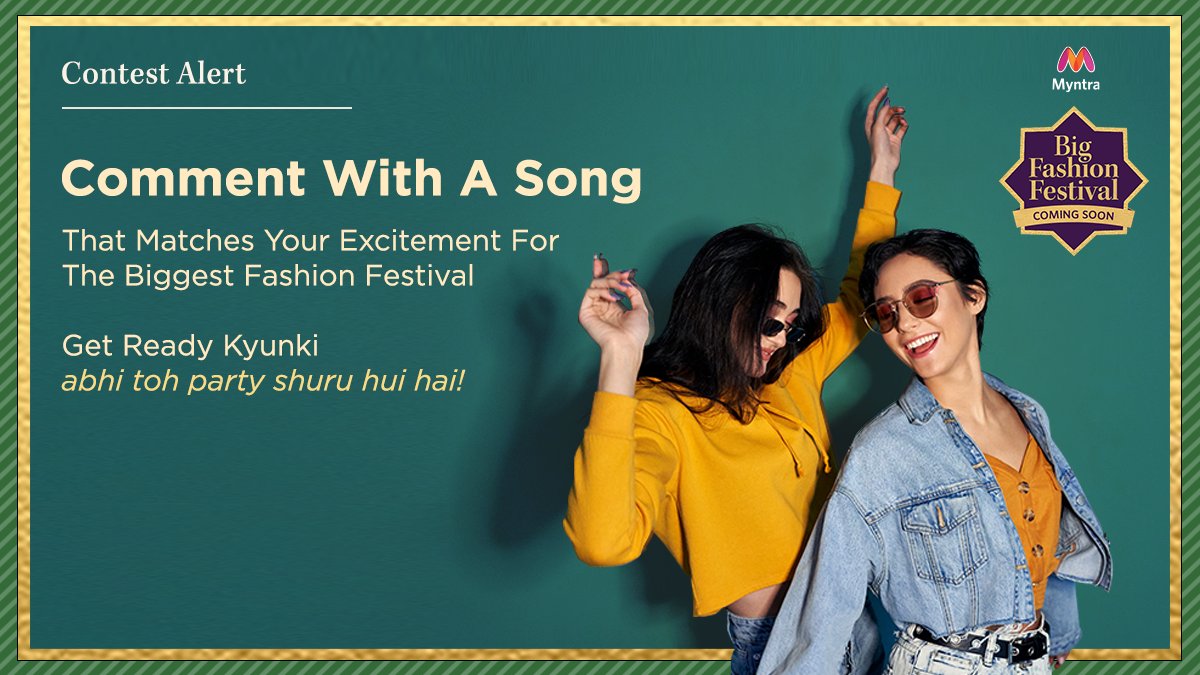 Contest Alert
Comment With A Song
That Matches Your Excitement For
The Biggest Fashion Festival
Get Ready Kyunki
abhi toh party shuru hui hai!
Myntra
Big
Fashion
Festival
COMING SOON